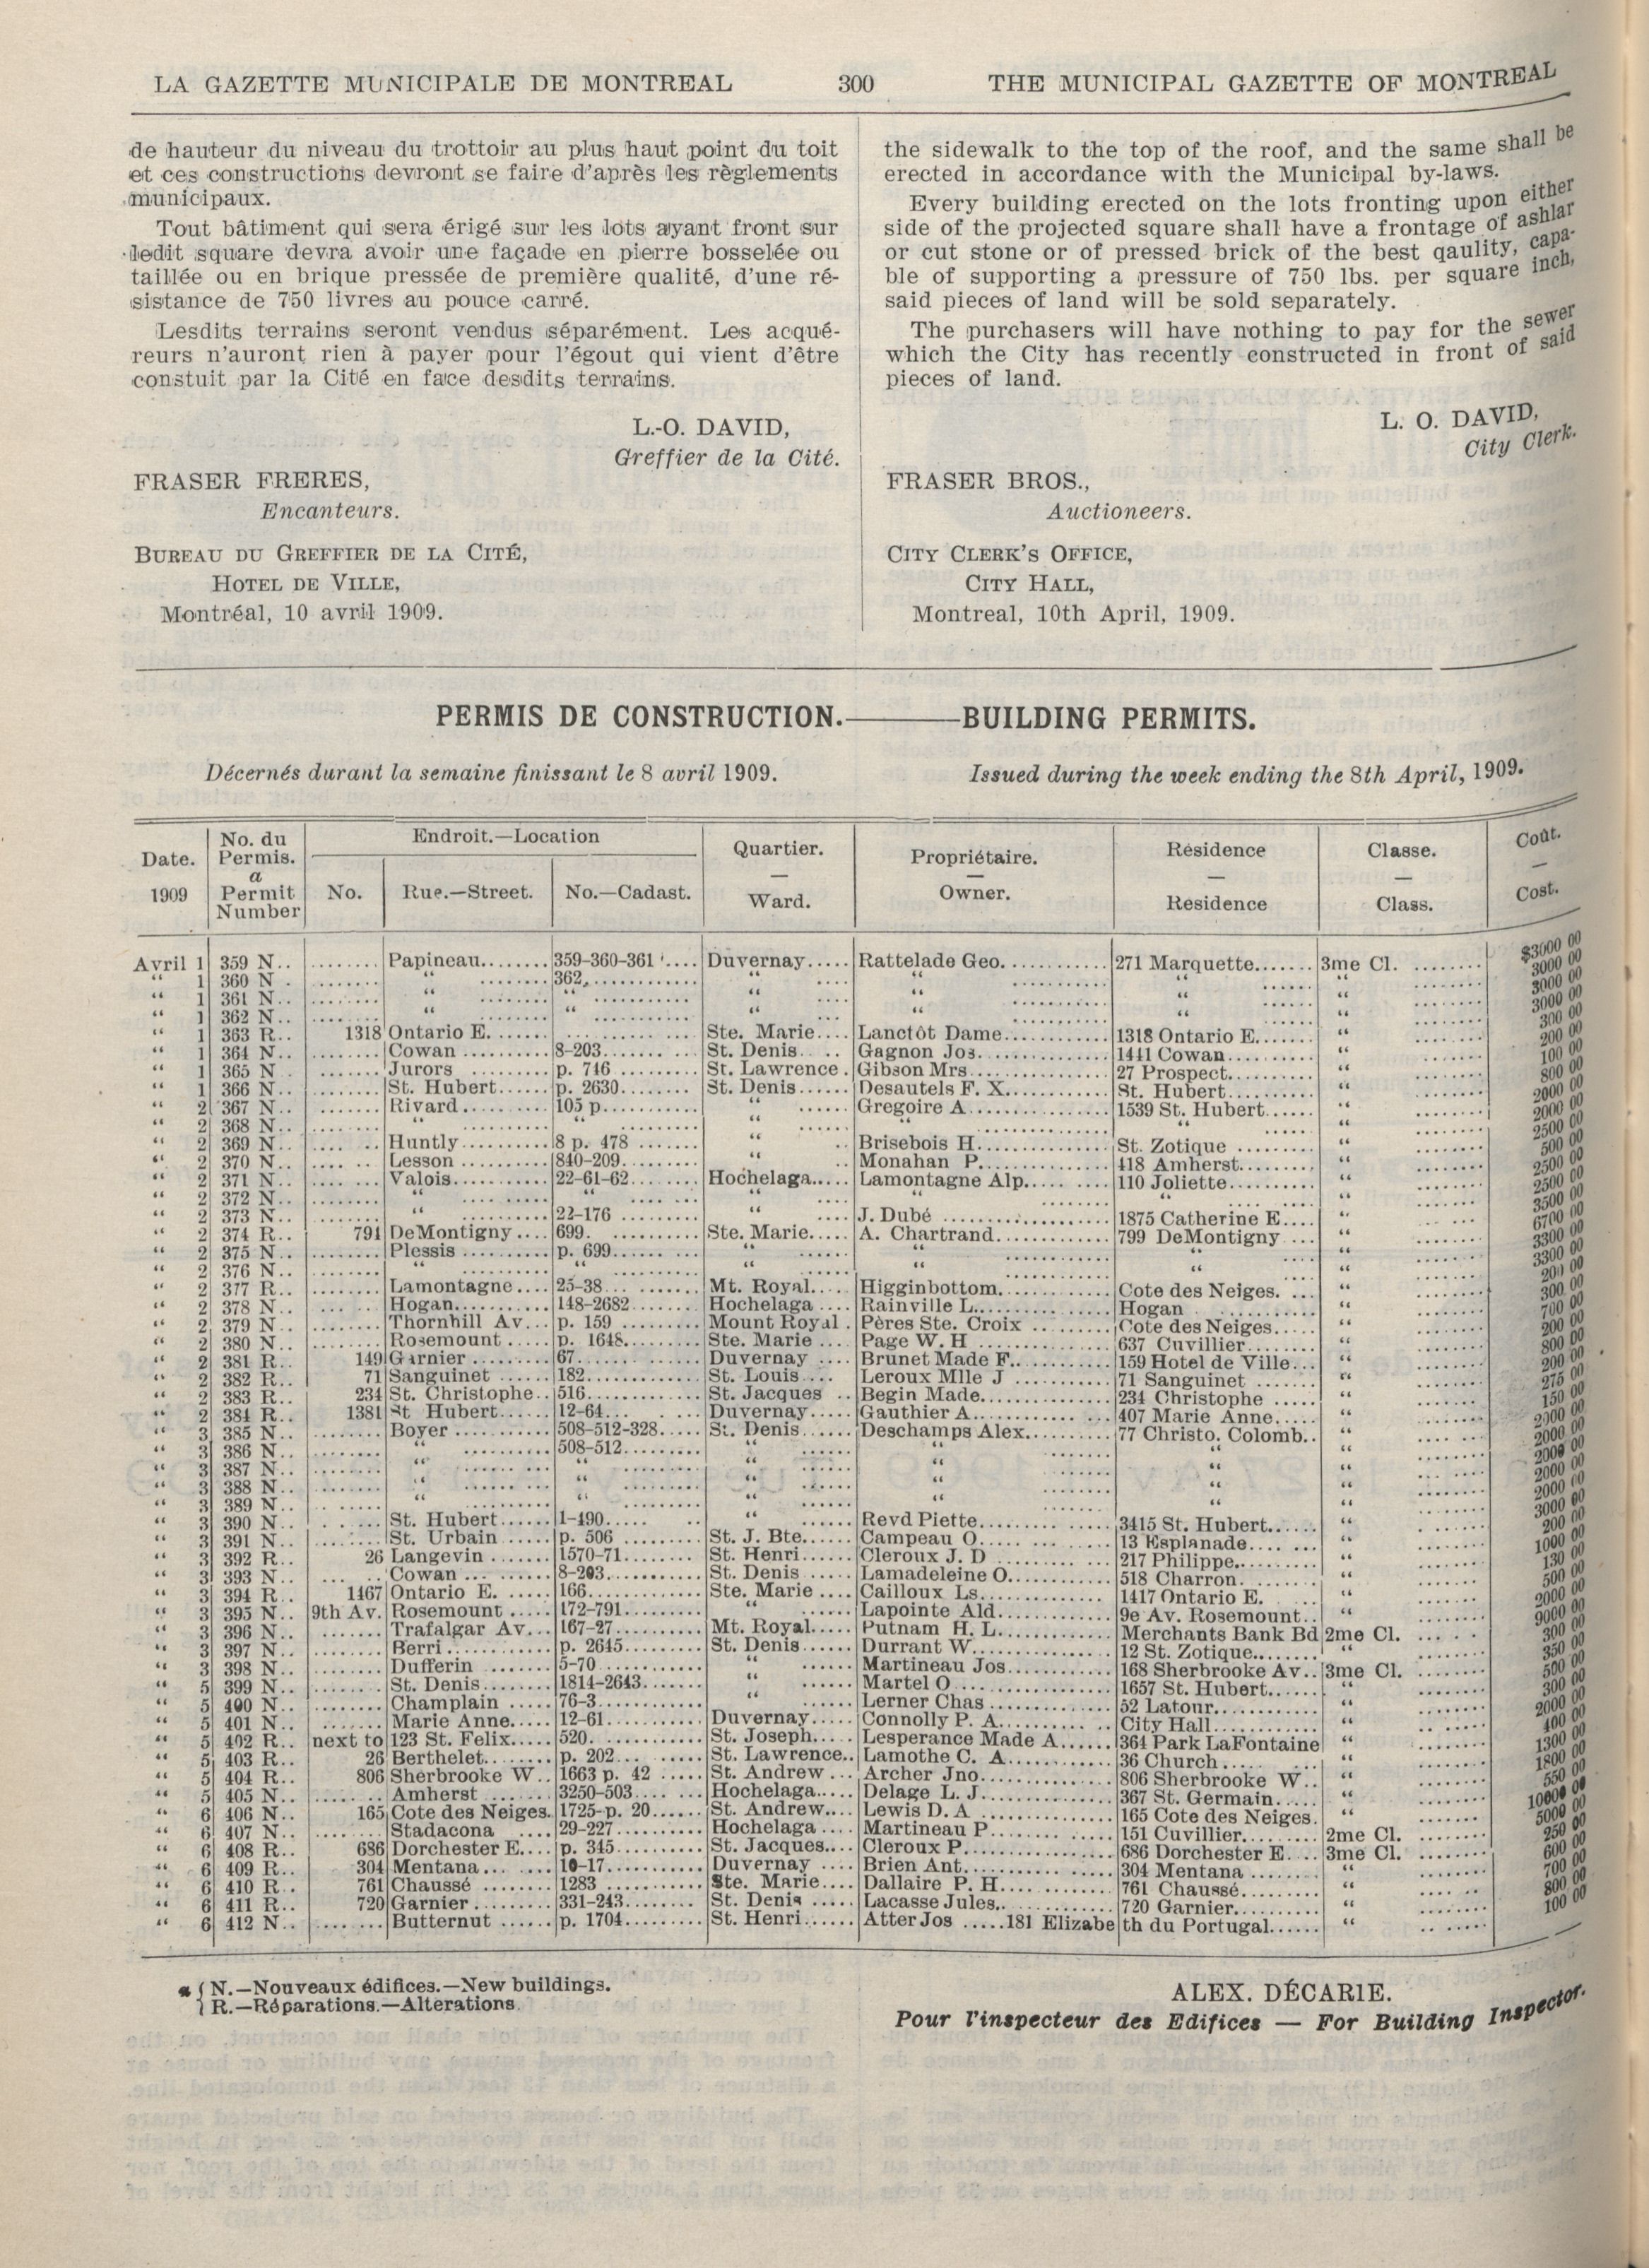 LA GAZETTE MUNICIPALE DE MONTREAL 300 THE MUNICIPAL GAZETTE OF MONTREAL
de hauteur du niveau du trottoir au plus haut point du toit
et ces constructions devront se faire d'après les règlements
municipaux.
Tout bâtiment qui sera érigé sur les lots ayant front sur
ledit square devra avoir une façade en pierre bosselée ou
taillée ou en brique pressée de première qualité, d'une ré-
sistance de 750 livres au pouce carré.
Lesdits terrains seront vendus séparément. Les acqué-
reurs n'auront rien à payer pour l'égout qui vient d'être
constuit par la Cité en face desdits terrains.
L.-O. DAVID,
Greffier de la Cité.
FRASER FRERES,
Encanteurs.
BUREAU DU GREFFIER DE LA CITÉ,
HOTEL DE VILLE,
Montréal, 10 avril 1909.
the sidewalk to the top of the roof, and the same shall be
erected in accordance with the Municipal by-laws.
Every building erected on the lots fronting upon either
side of the projected square shall have a frontage of ashlar
or cut stone or of pressed brick of the best qaulity, capa-
ble of supporting a pressure of 750 lbs. per square inch,
said pieces of land will be sold separately.
The purchasers will have nothing to pay for the sewer
which the City has recently constructed in front of said
pieces of land.
L. O. DAVID,
City Clerk.
FRASER BROS.,
Auctioneers.
CITY CLERK'S OFFICE,
CITY HALL,
Montreal, 10th April, 1909.
PERMIS DE CONSTRUCTION.——BUILDING PERMITS.
Décernés durant la semaine finissant le 8 avril 1909. Issued during the week ending the 8th April, 1909.
Date. 1909 | No. du Permis. a Permit Number | Endroit.—Location No. | Rue.—Street. | No.—Cadast. | Quartier. — Ward. | Propriétaire. — Owner. | Résidence — Residence | Classe. — Class. | Coût. — Cost.
Avril 1 359 N.. Papineau 359-360-361 Duvernay Rattelade Geo. 271 Marquette 3me Cl. $3000 00
“ 1 360 N. “ 362 “ “ “ “ 3000 00
“ 1 361 N.. “ “ “ “ “ “ 3000 00
“ 1 362 N.. “ “ “ “ “ “ 3000 00
“ 1 363 R.. 1318 Ontario E. Ste. Marie Lanctôt Dame 1318 Ontario E. “ 300 00
“ 1 364 N.. Cowan 8-203 St. Denis Gagnon Jos. 1441 Cowan “ 200 00
“ 1 365 N.. Jurors p. 746 St. Lawrence Gibson Mrs 27 Prospect “ 100 00
“ 1 366 N.. St. Hubert p. 2630 St. Denis Desautels F. X. St. Hubert “ 800 00
“ 2 367 N.. Rivard 105 p. “ Gregoire A. 1539 St. Hubert “ 2000 00
“ 2 368 N.. “ “ “ “ “ “ 2000 00
“ 2 369 N.. Huntly 8 p. 478 “ Brisebois H. St. Zotique “ 2500 00
“ 2 370 N.. Lesson 840-209 “ Monahan P. 418 Amherst “ 500 00
“ 2 371 N.. Valois 22-61-62 Hochelaga Lamontagne Alp. 110 Joliette “ 2500 00
“ 2 372 N.. “ “ “ “ “ “ 2500 00
“ 2 373 N.. “ 22-176 “ J. Dubé 1875 Catherine E. “ 3500 00
“ 2 374 R.. 791 DeMontigny 699. Ste. Marie A. Chartrand 799 DeMontigny “ 6700 00
“ 2 375 N.. Plessis p. 699 “ “ “ “ 3300 00
“ 2 376 N.. “ “ “ “ “ “ 3300 00
“ 2 377 R.. Lamontagne 25-38 Mt. Royal Higginbottom Cote des Neiges. “ 200 00
“ 2 378 N.. Hogan 148-2682 Hochelaga Rainville L. Hogan “ 300 00
“ 2 379 N.. Thornhill Av. p. 159 Mount Royal Pères Ste. Croix Cote des Neiges “ 700 00
“ 2 380 N.. Rosemount p. 1648 Ste. Marie Page W. H 637 Cuvillier “ 200 00
“ 2 381 R.. 149 Garnier 67 Duvernay Brunet Made F. 159 Hotel de Ville “ 800 00
“ 2 382 R.. 71 Sanguinet 182 St. Louis Leroux Mlle J 71 Sanguinet “ 200 00
“ 2 383 R.. 234 St. Christophe 516 St. Jacques Begin Made 234 Christophe “ 275 00
“ 2 384 R.. 1381 St Hubert 12-64 Duvernay Gauthier A. 407 Marie Anne “ 150 00
“ 3 385 N.. Boyer 508-512-328 St. Denis Deschamps Alex. 77 Christo. Colomb. “ 2000 00
“ 3 386 N.. “ 508-512 “ “ “ “ 2000 00
“ 3 387 N.. “ “ “ “ “ “ 2000 00
“ 3 388 N.. “ “ “ “ “ “ 2000 00
“ 3 389 N.. “ “ “ “ “ “ 2000 00
“ 3 390 N.. St. Hubert 1-490 “ Revd Piette 3415 St. Hubert “ 3000 00
“ 3 391 N.. St. Urbain p. 506 St. J. Bte. Campeau O. 13 Esplanade “ 200 00
“ 3 392 R.. 26 Langevin 1570-71 St. Henri Cleroux J. D 217 Philippe “ 1000 00
“ 3 393 N.. Cowan 8-203 St. Denis Lamadeleine O. 518 Charron “ 130 00
“ 3 394 R.. 1467 Ontario E. 166 Ste. Marie Cailloux Ls. 1417 Ontario E. “ 500 00
“ 3 395 N.. 9th Av. Rosemount 172-791 “ Lapointe Ald. 9e Av. Rosemount “ 2000 00
“ 3 396 N.. Trafalgar Av. 167-27 Mt. Royal Putnam H. L. Merchants Bank Bd 2me Cl. 9000 00
“ 3 397 N.. Berri p. 2645 St. Denis Durrant W. 12 St. Zotique “ 300 00
“ 3 398 N.. Dufferin 5-70 “ Martineau Jos. 168 Sherbrooke Av. 3me Cl. 350 00
“ 5 399 N.. St. Denis 1814-2643 “ Martel O 1657 St. Hubert “ 500 00
“ 5 400 N.. Champlain 76-3 “ Lerner Chas 52 Latour “ 300 00
“ 5 401 N.. Marie Anne 12-61 Duvernay Connolly P. A. City Hall “ 2000 00
“ 5 402 R.. next to 123 St. Felix 520. St. Joseph Lesperance Made A. 364 Park LaFontaine “ 400 00
“ 5 403 R.. 26 Berthelet p. 202 St. Lawrence Lamothe C. A. 36 Church “ 1300 00
“ 5 404 R.. 806 Sherbrooke W. 1663 p. 42 St. Andrew Archer Jno. 806 Sherbrooke W. “ 1800 00
“ 5 405 N.. Amherst 3250-503 Hochelaga Delage L. J. 367 St. Germain “ 550 00
“ 6 406 N.. 165 Cote des Neiges. 1725-p. 20 St. Andrew Lewis D. A 165 Cote des Neiges. “ 10000 00
“ 6 407 N.. Stadacona 29-227 Hochelaga Martineau P 151 Cuvillier 2me Cl. 5000 00
“ 6 408 R.. 686 Dorchester E. p. 345 St. Jacques Cleroux P. 686 Dorchester E. 3me Cl. 250 00
“ 6 409 R.. 304 Mentana 10-17 Duvernay Brien Ant. 304 Mentana “ 600 00
“ 6 410 R.. 761 Chaussé 1283 Ste. Marie Dallaire P. H. 761 Chaussé “ 700 00
“ 6 411 R.. 720 Garnier 331-243 St. Denis Lacasse Jules. 720 Garnier “ 800 00
“ 6 412 N.. Butternut p. 1704 St. Henri Atter Jos 181 Elizabeth du Portugal “ 100 00
a { N.—Nouveaux édifices.—New buildings.
R.—Réparations.—Alterations.
ALEX. DÉCARIE.
Pour l'inspecteur des Edifices — For Building Inspector.